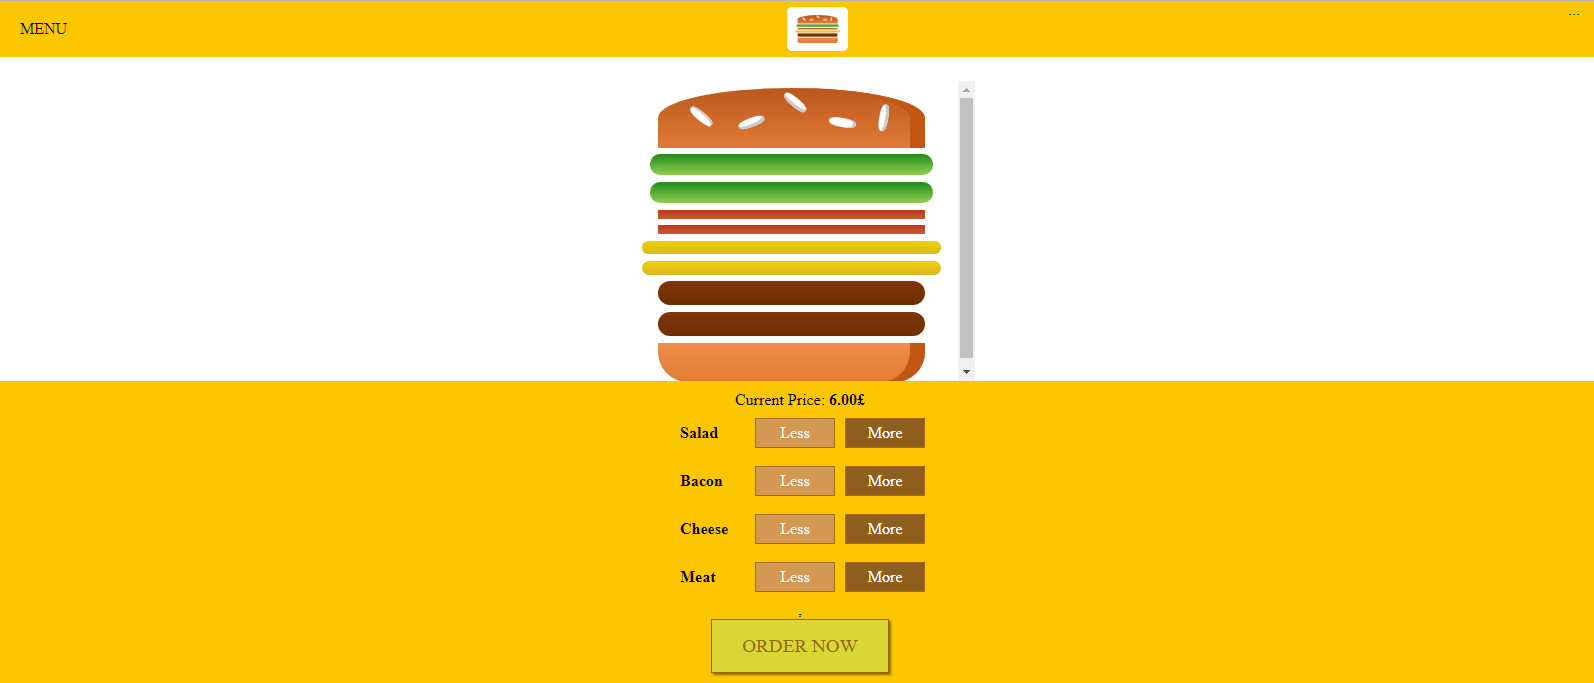 MENU
...
Current Price: 6.00£
Salad Less More
Bacon Less More
Cheese Less More
Meat Less More
;
ORDER NOW